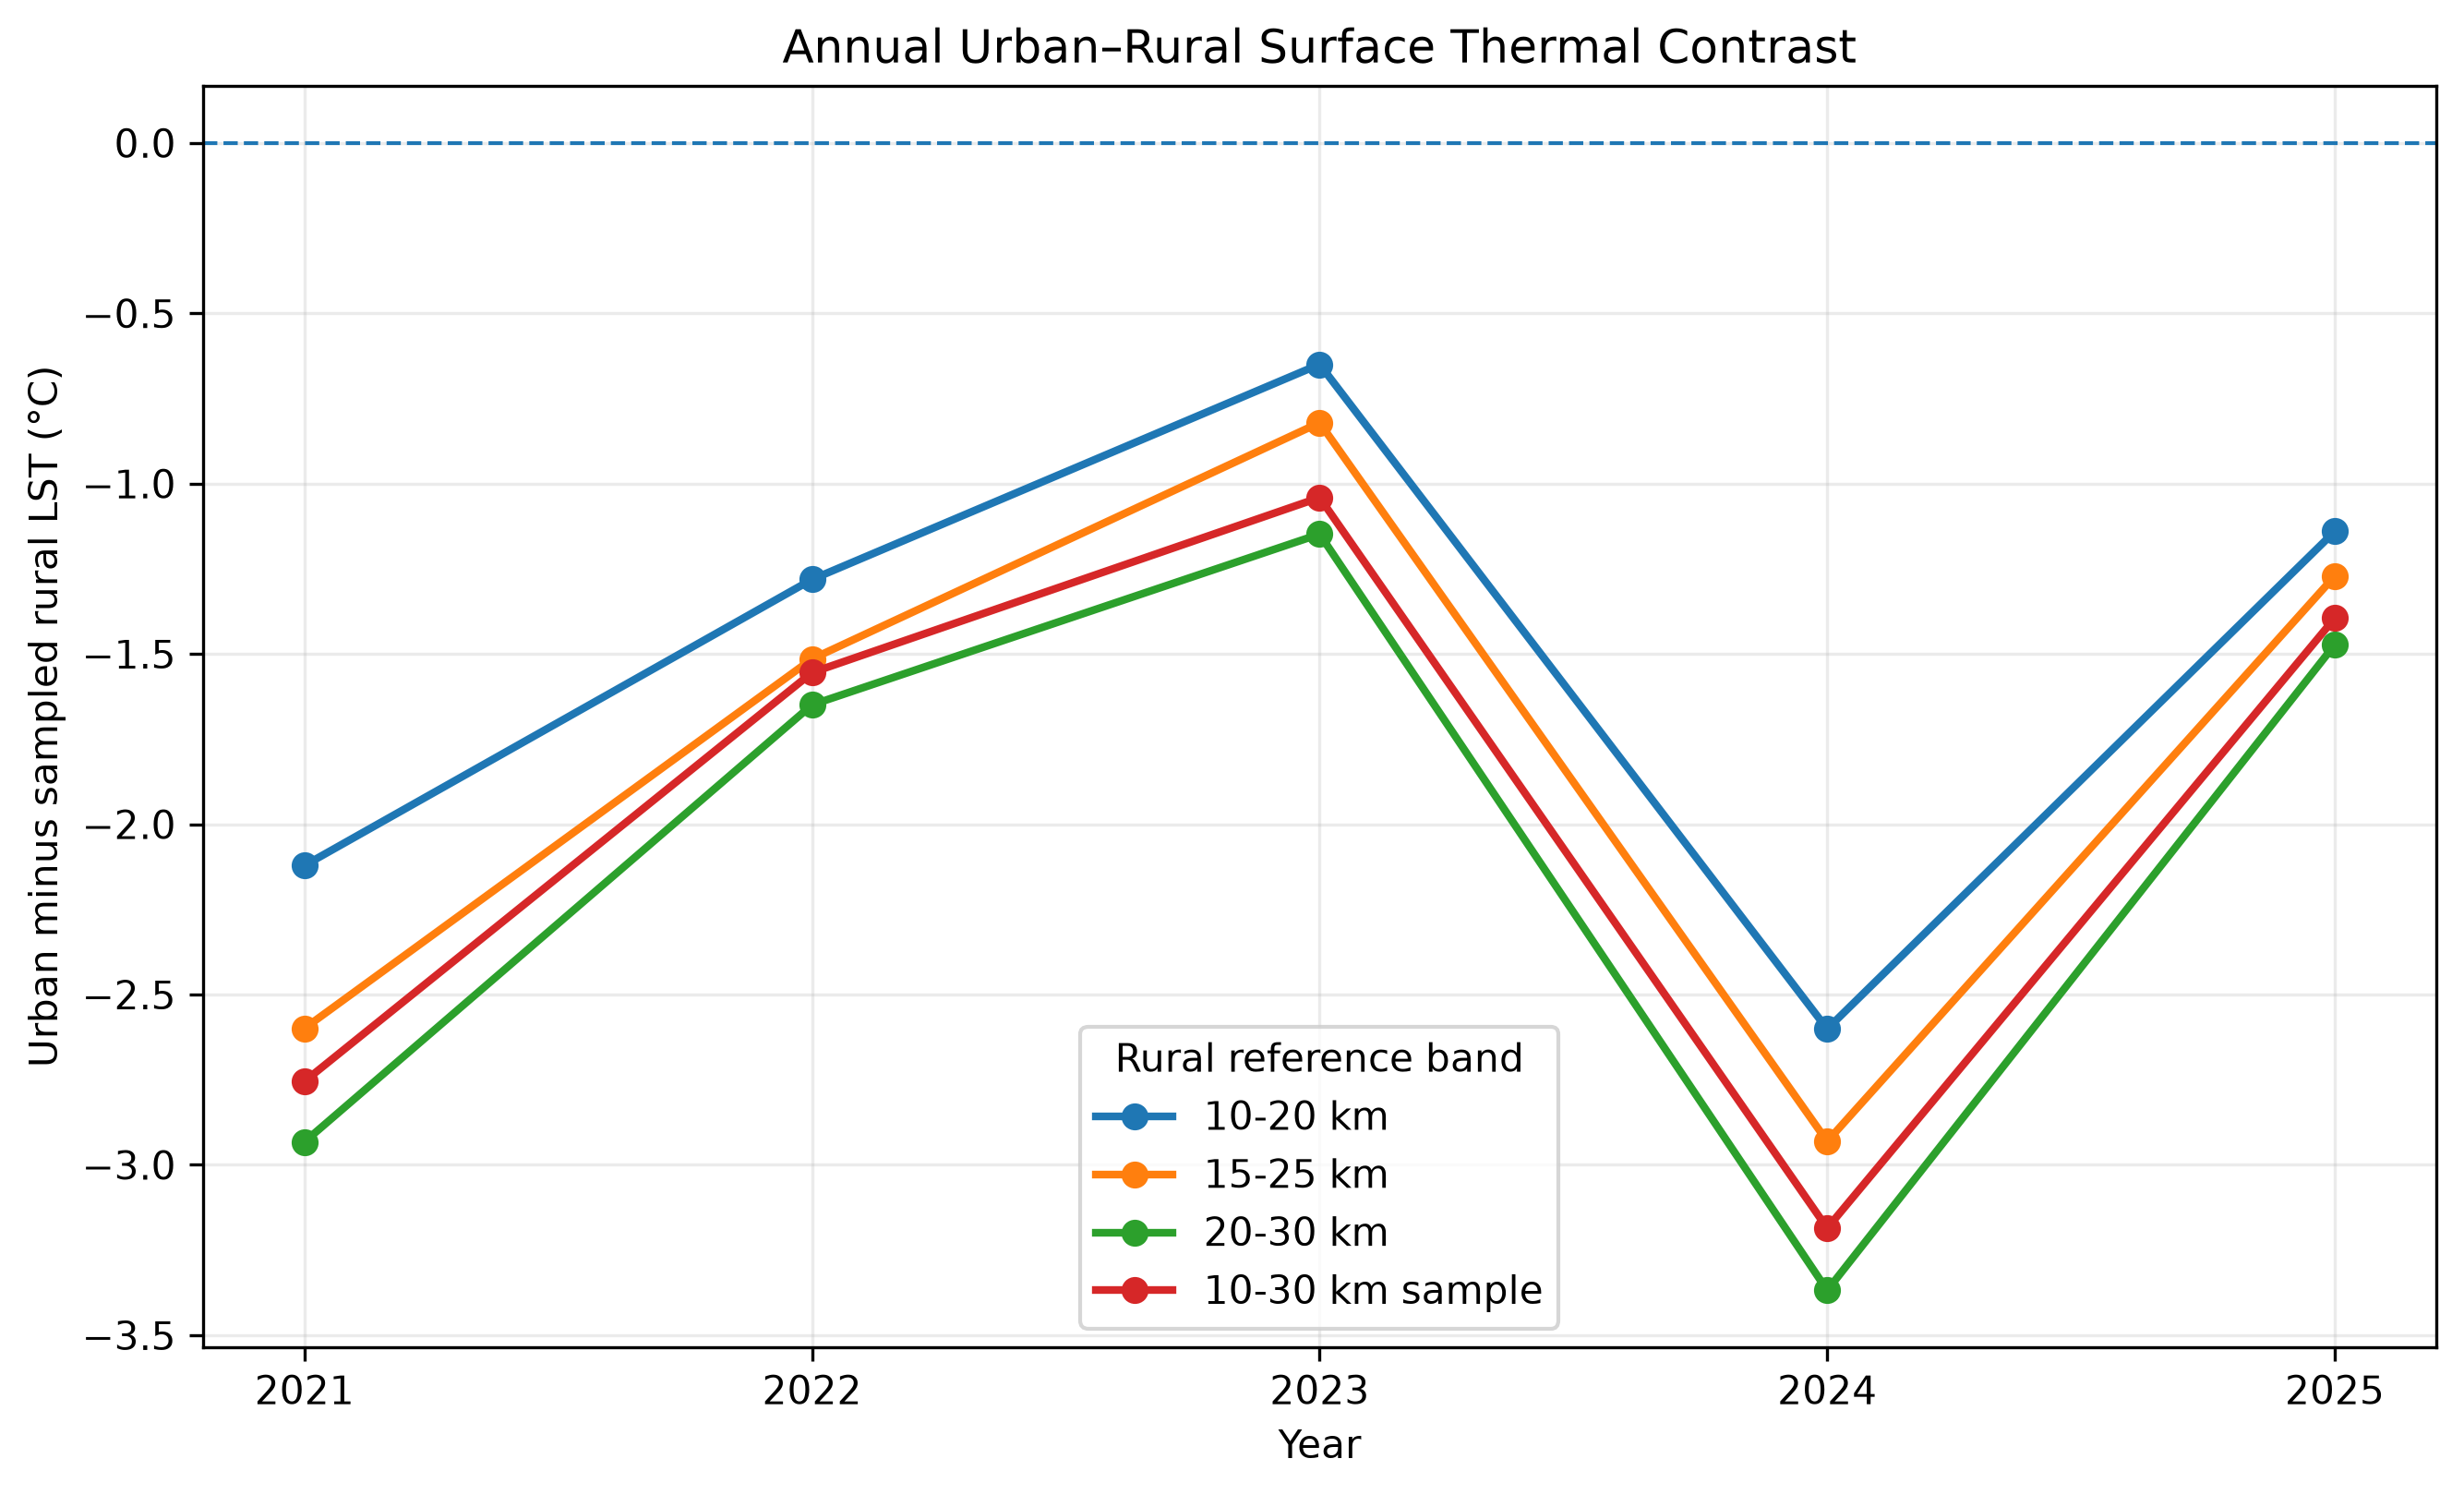 Annual Urban–Rural Surface Thermal Contrast
Urban minus sampled rural LST (°C)
0.0
−0.5
−1.0
−1.5
−2.0
−2.5
−3.0
−3.5
Rural reference band
10-20 km
15-25 km
20-30 km
10-30 km sample
2021 2022 2023 2024 2025
Year